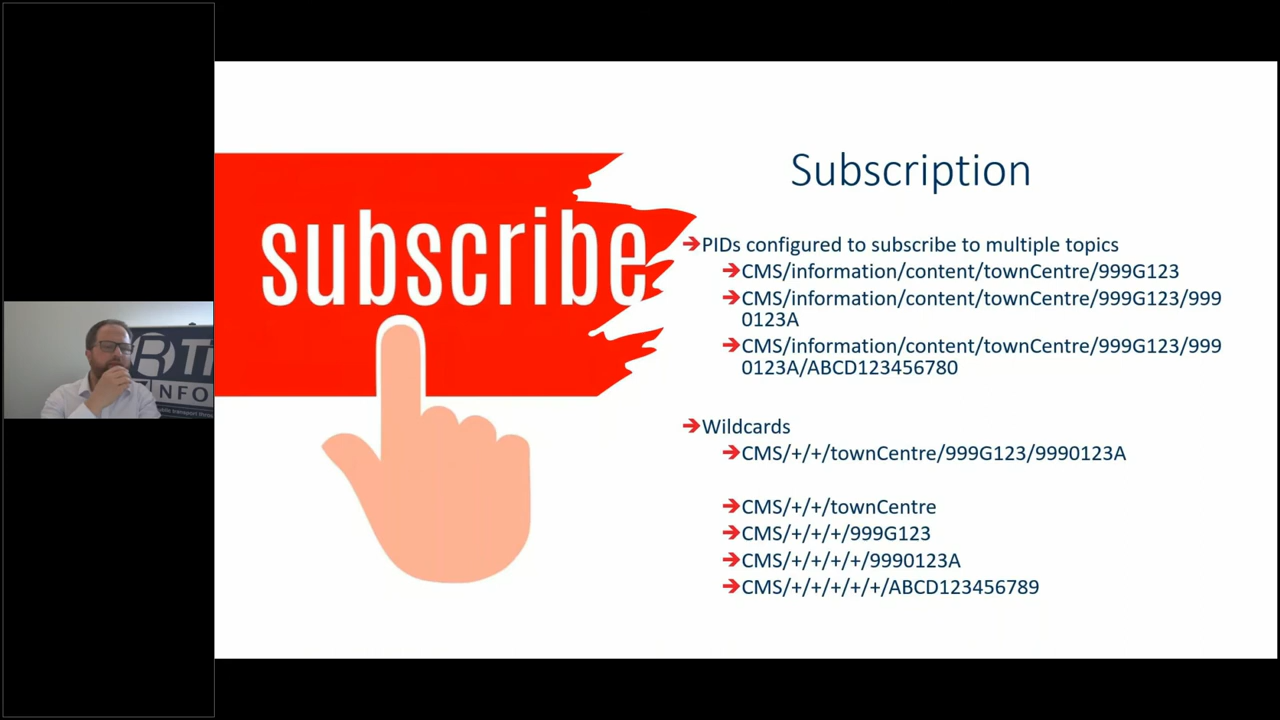 subscribe
Subscription
PIDs configured to subscribe to multiple topics
CMS/information/content/townCentre/999G123
CMS/information/content/townCentre/999G123/999
0123A
CMS/information/content/townCentre/999G123/999
0123A/ABCD123456780
Wildcards
CMS/+/+/townCentre/999G123/9990123A
CMS/+/+/townCentre
CMS/+/+/+/999G123
CMS/+/+/+/+/9990123A
CMS/+/+/+/+/+/ABCD123456789
INFO